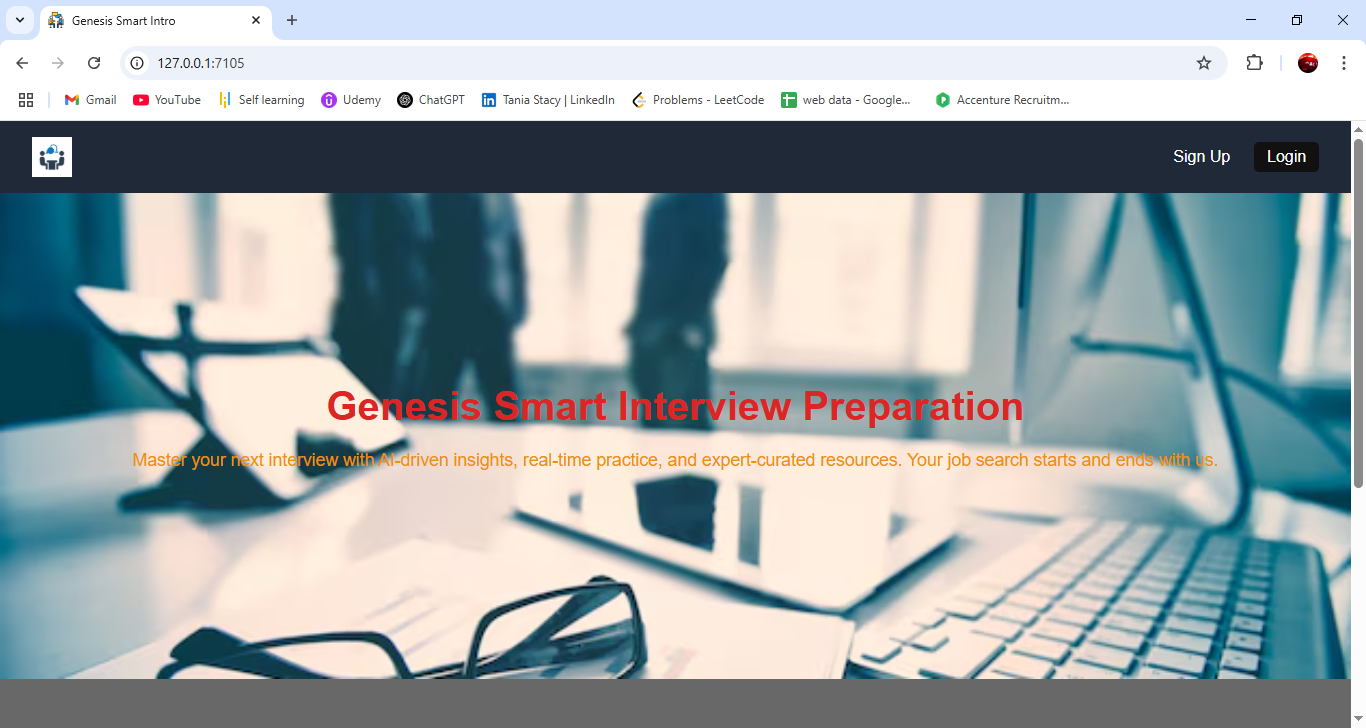 Genesis Smart Intro
127.0.0.1:7105
Gmail
YouTube
Self learning
Udemy
ChatGPT
Tania Stacy | LinkedIn
Problems - LeetCode
web data - Google...
Accenture Recruitm...
Sign Up
Login
Genesis Smart Interview Preparation
Master your next interview with AI-driven insights, real-time practice, and expert-curated resources. Your job search starts and ends with us.